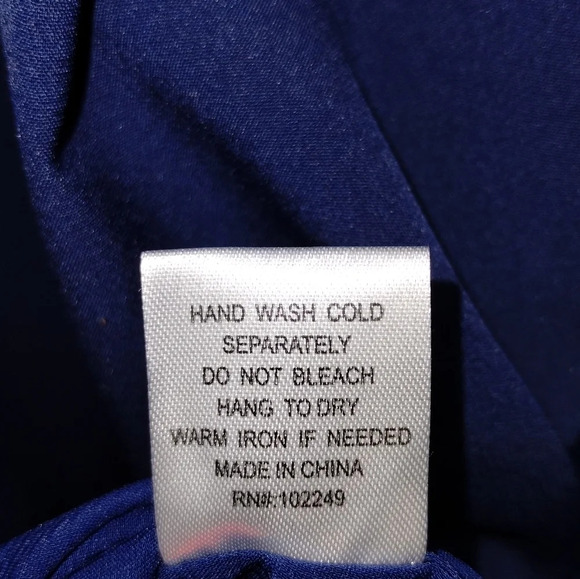 HAND WASH COLD
SEPARATELY
DO NOT BLEACH
HANG TO DRY
WARM IRON IF NEEDED
MADE IN CHINA
RN#:102249